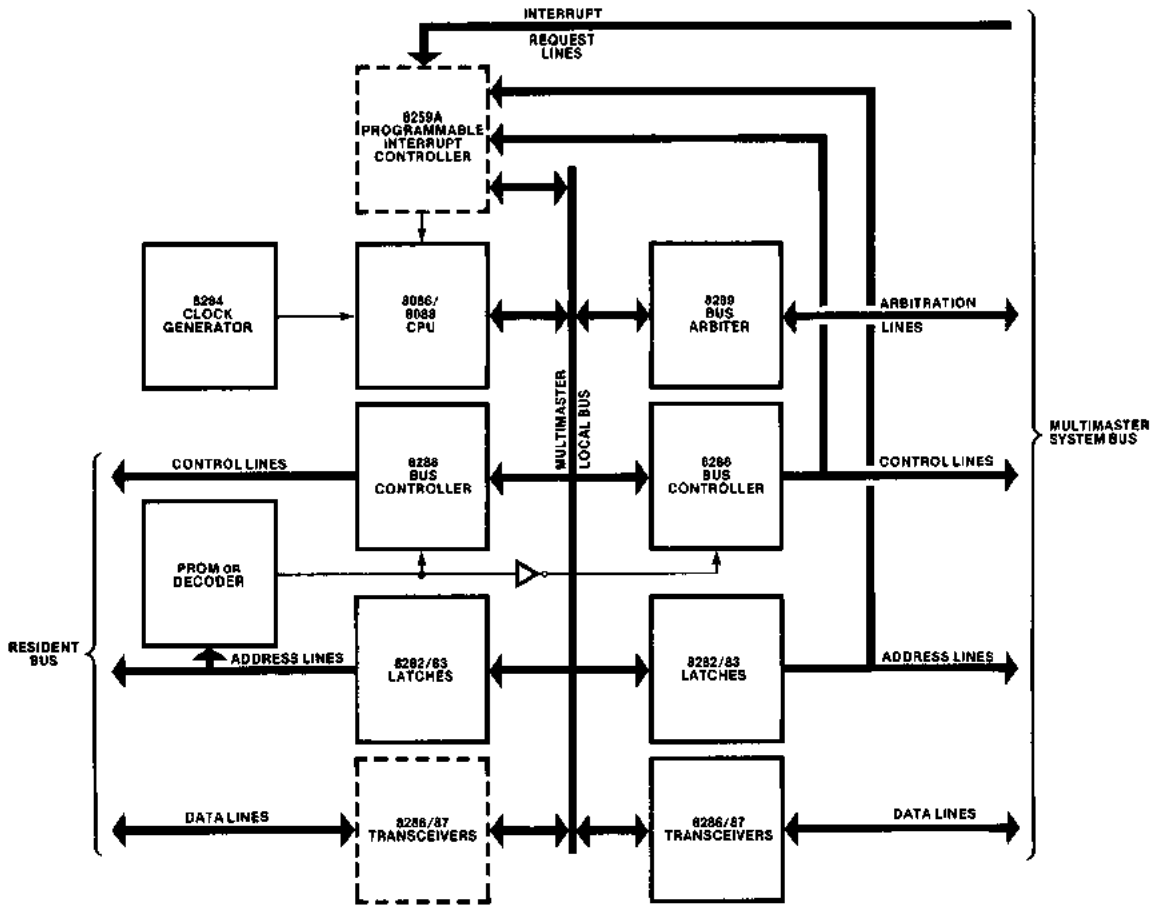 INTERRUPT
REQUEST
LINES
8259A
PROGRAMMABLE
INTERRUPT
CONTROLLER
8284
CLOCK
GENERATOR
8086/
8088
CPU
8289
BUS
ARBITER
ARBITRATION
LINES
MULTIMASTER
LOCAL BUS
MULTIMASTER
SYSTEM BUS
CONTROL LINES
8288
BUS
CONTROLLER
8288
BUS
CONTROLLER
CONTROL LINES
PROM OR
DECODER
RESIDENT
BUS
ADDRESS LINES
8282/83
LATCHES
8282/83
LATCHES
ADDRESS LINES
DATA LINES
8286/87
TRANSCEIVERS
8286/87
TRANSCEIVERS
DATA LINES